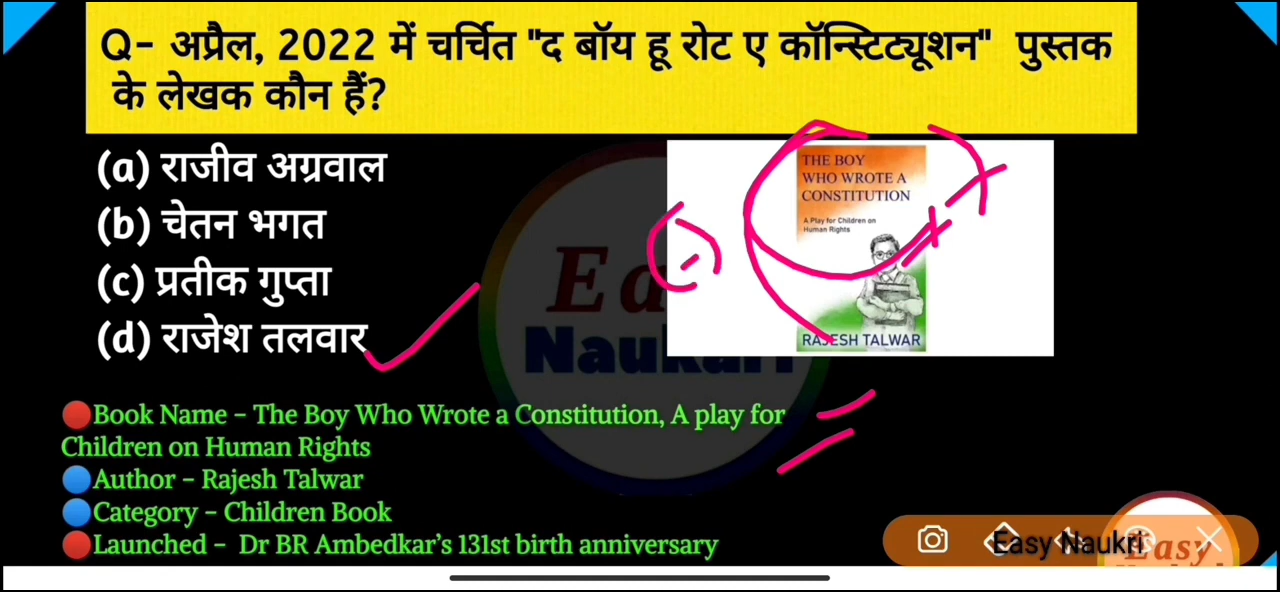 Q- अप्रैल, 2022 में चर्चित "द बॉय हू रोट ए कॉन्स्टिट्यूशन" पुस्तक
के लेखक कौन हैं?
(a) राजीव अग्रवाल
(b) चेतन भगत
(c) प्रतीक गुप्ता
(d) राजेश तलवार
THE BOY
WHO WROTE A
CONSTITUTION
A Play for Children on
Human Rights
RAJESH TALWAR
Naukari
Book Name – The Boy Who Wrote a Constitution, A play for
Children on Human Rights
Author – Rajesh Talwar
Category – Children Book
Launched – Dr BR Ambedkar's 131st birth anniversary
Easy Naukri
Easy